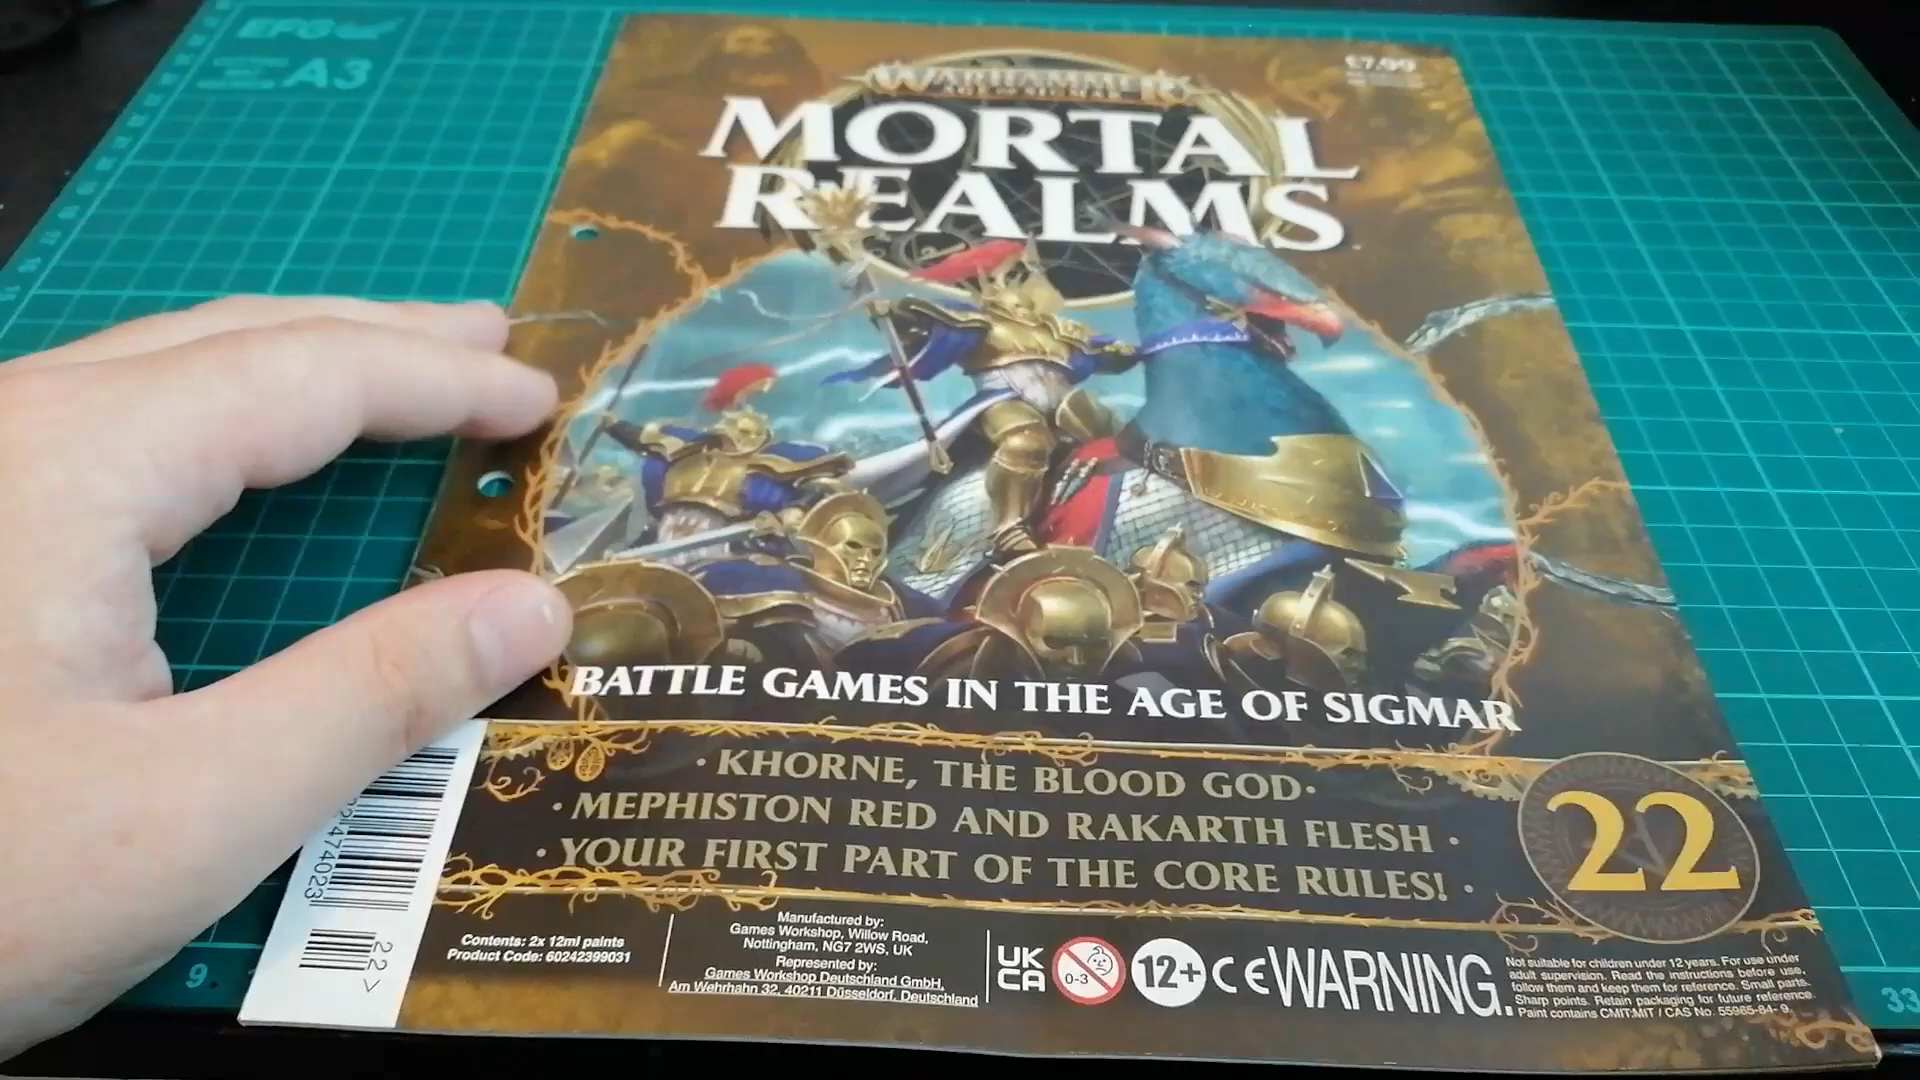 A3
£7.99
WARHAMMER
AGE OF SIGMAR
MORTAL
REALMS
BATTLE GAMES IN THE AGE OF SIGMAR
· KHORNE, THE BLOOD GOD·
· MEPHISTON RED AND RAKARTH FLESH ·
· YOUR FIRST PART OF THE CORE RULES! ·
22
Contents: 2x 12ml paints
Product Code: 60242399031
Manufactured by:
Games Workshop, Willow Road,
Nottingham, NG7 2WS, UK
Represented by:
Games Workshop Deutschland GmbH,
Am Wehrhahn 32, 40211 Düsseldorf, Deutschland
UK
CA
0-3
12+
CE
WARNING.
Not suitable for children under 12 years. For use under
adult supervision. Read the instructions before use,
follow them and keep them for reference. Small parts.
Sharp points. Retain packaging for future reference.
Paint contains CMIT:MIT / CAS No. 55965-84- 9.
22 >
9
33